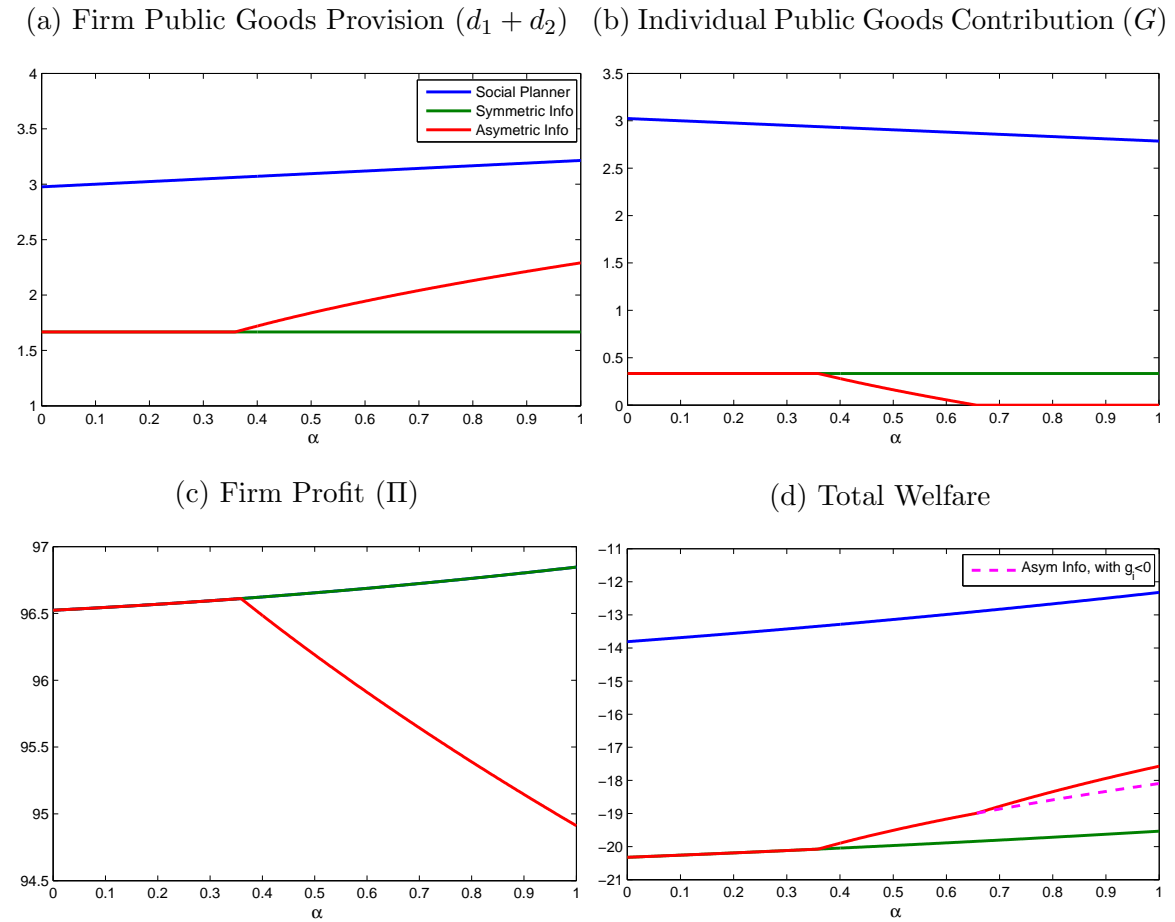 (a) Firm Public Goods Provision (d₁ + d₂)
(b) Individual Public Goods Contribution (G)
4
3.5
3
2.5
2
1.5
1
Social Planner
Symmetric Info
Asymetric Info
0 0.1 0.2 0.3 0.4 0.5 0.6 0.7 0.8 0.9 1
α
3.5
3
2.5
2
1.5
1
0.5
0
0 0.1 0.2 0.3 0.4 0.5 0.6 0.7 0.8 0.9 1
α
(c) Firm Profit (Π)
(d) Total Welfare
97
96.5
96
95.5
95
94.5
0 0.1 0.2 0.3 0.4 0.5 0.6 0.7 0.8 0.9 1
α
−11
−12
−13
−14
−15
−16
−17
−18
−19
−20
−21
Asym Info, with gᵢ<0
0 0.1 0.2 0.3 0.4 0.5 0.6 0.7 0.8 0.9 1
α